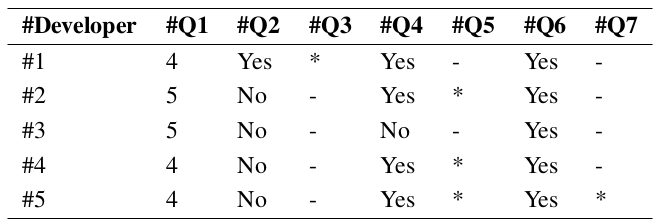 #Developer #Q1 #Q2 #Q3 #Q4 #Q5 #Q6 #Q7
#1 4 Yes * Yes - Yes -
#2 5 No - Yes * Yes -
#3 5 No - No - Yes -
#4 4 No - Yes * Yes -
#5 4 No - Yes * Yes *